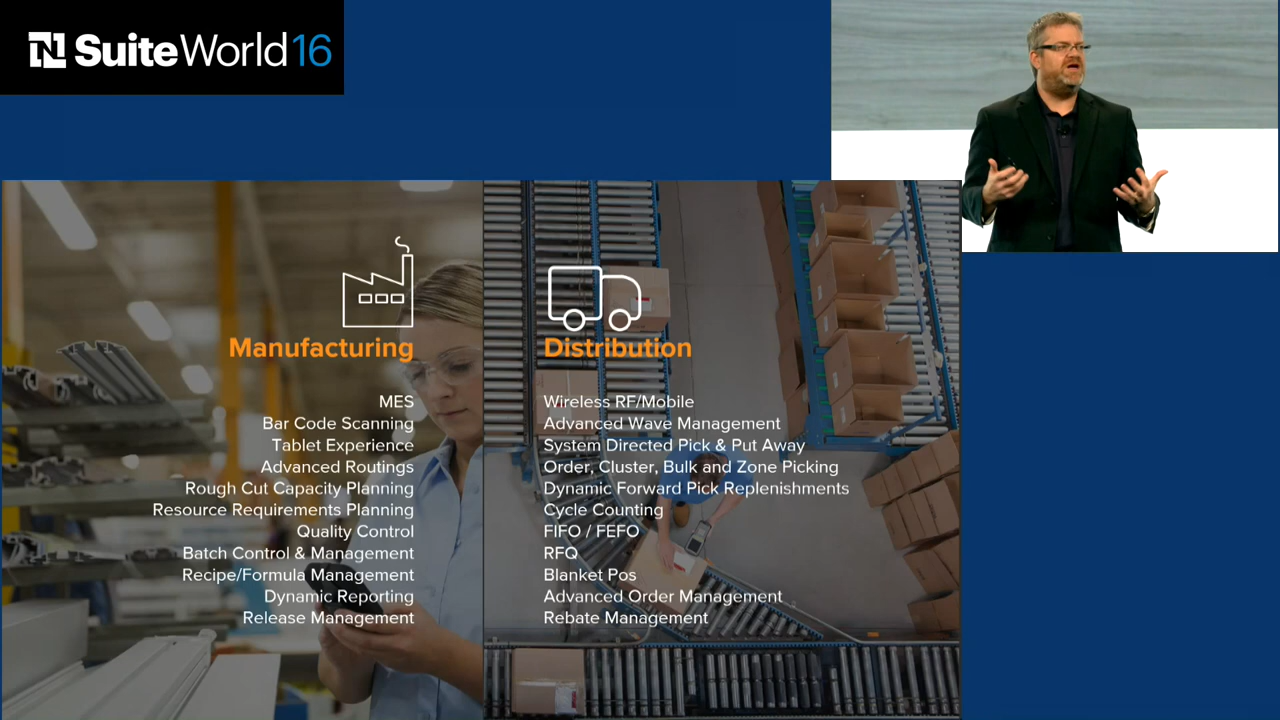 SuiteWorld16
Manufacturing
MES
Bar Code Scanning
Tablet Experience
Advanced Routings
Rough Cut Capacity Planning
Resource Requirements Planning
Quality Control
Batch Control & Management
Recipe/Formula Management
Dynamic Reporting
Release Management
Distribution
Wireless RF/Mobile
Advanced Wave Management
System Directed Pick & Put Away
Order, Cluster, Bulk and Zone Picking
Dynamic Forward Pick Replenishments
Cycle Counting
FIFO / FEFO
RFQ
Blanket Pos
Advanced Order Management
Rebate Management